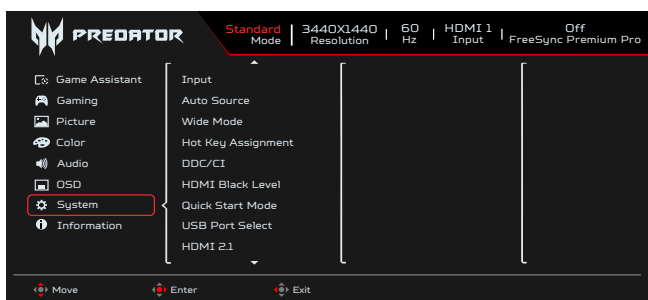 PREDATOR
Standard Mode
3440X1440 Resolution
60 Hz
HDMI 1 Input
Off FreeSync Premium Pro
Game Assistant
Gaming
Picture
Color
Audio
OSD
System
Information
Input
Auto Source
Wide Mode
Hot Key Assignment
DDC/CI
HDMI Black Level
Quick Start Mode
USB Port Select
HDMI 2.1
Move
Enter
Exit